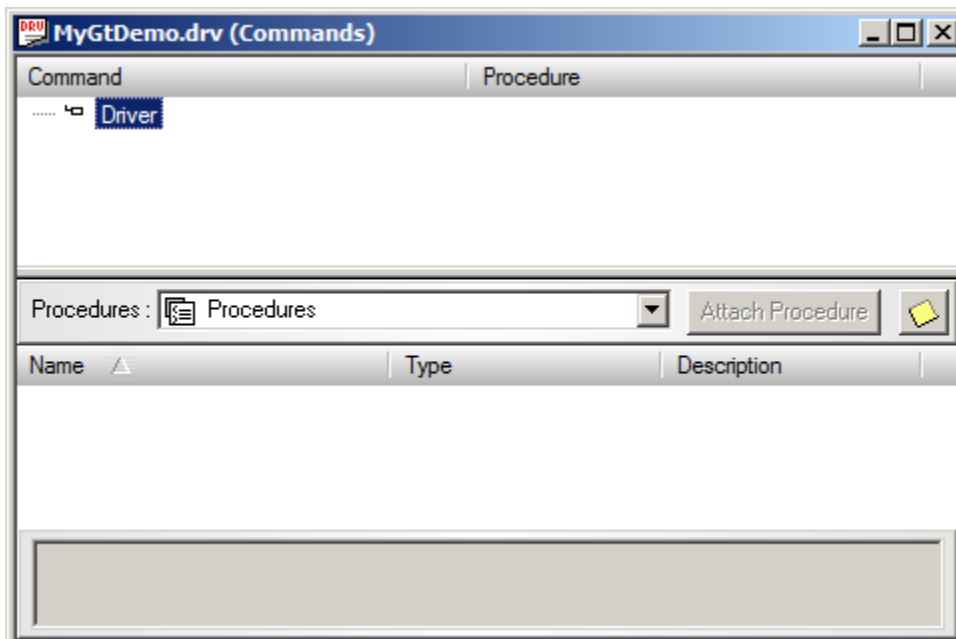 DRV MyGtDemo.drv (Commands)
Command Procedure
Driver
Procedures : Procedures Attach Procedure
Name Type Description